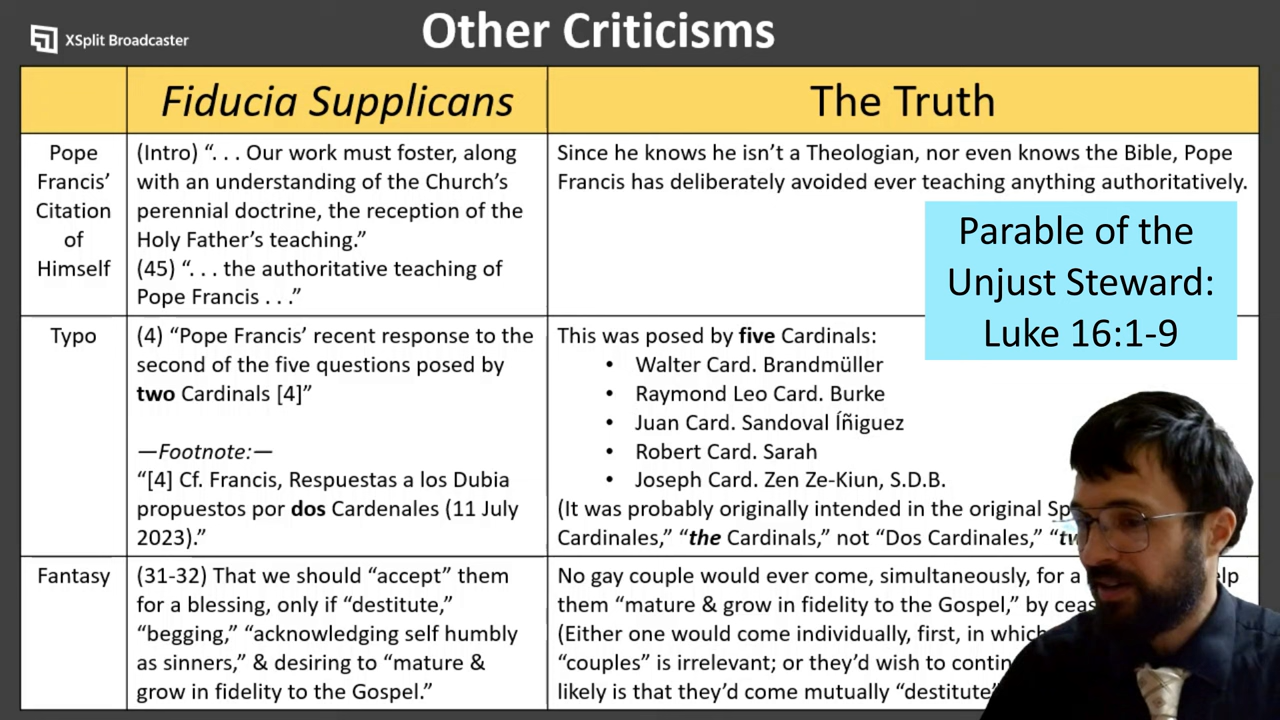 XSplit Broadcaster
Other Criticisms
Fiducia Supplicans
The Truth
Pope
Francis’
Citation
of
Himself
(Intro) “. . . Our work must foster, along
with an understanding of the Church’s
perennial doctrine, the reception of the
Holy Father’s teaching.”
(45) “. . . the authoritative teaching of
Pope Francis . . .”
Since he knows he isn’t a Theologian, nor even knows the Bible, Pope
Francis has deliberately avoided ever teaching anything authoritatively.
Parable of the
Unjust Steward:
Luke 16:1-9
Typo
(4) “Pope Francis’ recent response to the
second of the five questions posed by
two Cardinals [4]”
—Footnote:—
“[4] Cf. Francis, Respuestas a los Dubia
propuestos por dos Cardenales (11 July
2023).”
This was posed by five Cardinals:
• Walter Card. Brandmüller
• Raymond Leo Card. Burke
• Juan Card. Sandoval Íñiguez
• Robert Card. Sarah
• Joseph Card. Zen Ze-Kiun, S.D.B.
(It was probably originally intended in the original
Cardinales,” “the Cardinals,” not “Dos Cardinales,”
Fantasy
(31-32) That we should “accept” them
for a blessing, only if “destitute,”
“begging,” “acknowledging self humbly
as sinners,” & desiring to “mature &
grow in fidelity to the Gospel.”
No gay couple would ever come, simultaneously, for a
them “mature & grow in fidelity to the Gospel,” by
(Either one would come individually, first, in which
“couples” is irrelevant; or they’d wish to
likely is that they’d come mutually “destitute”